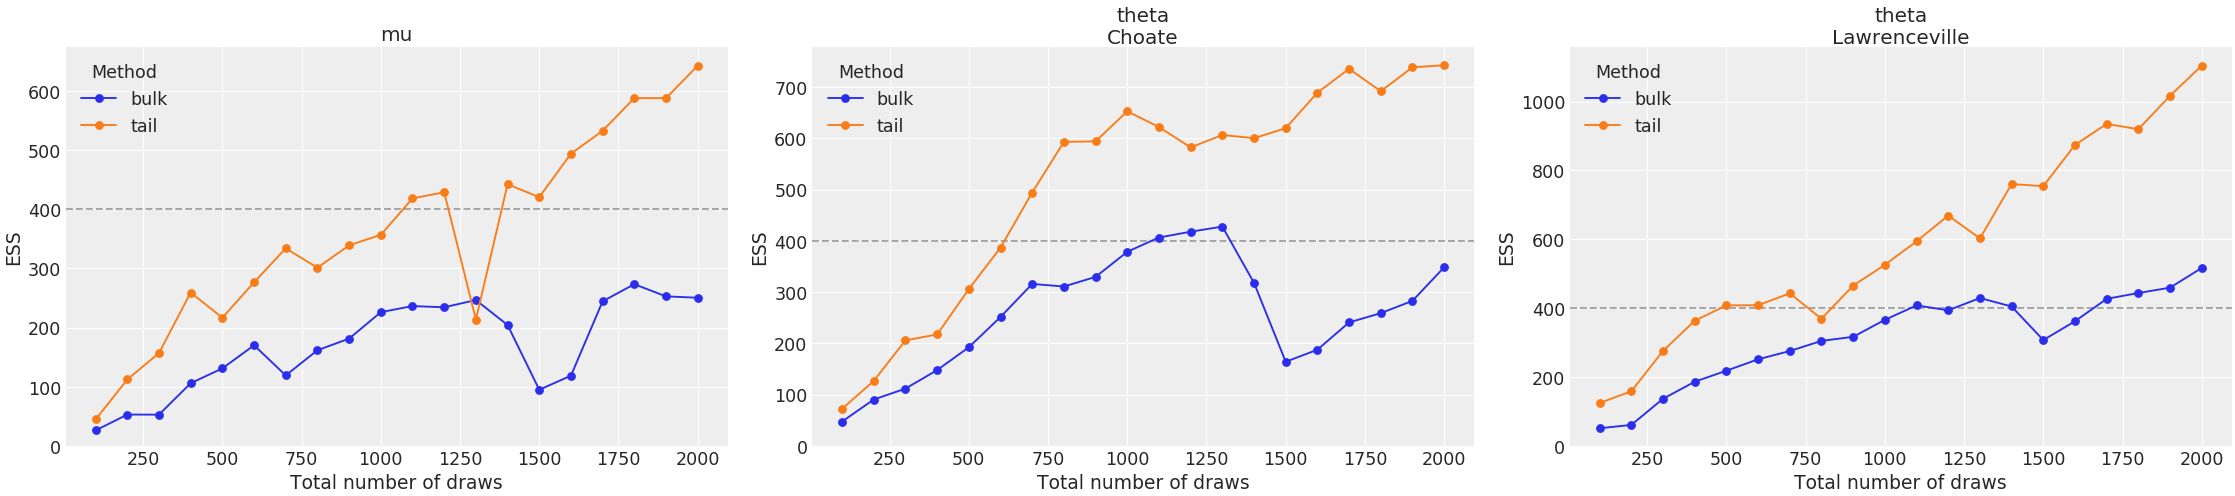 mu
Method
bulk
tail
ESS
600
500
400
300
200
100
0
250 500 750 1000 1250 1500 1750 2000
Total number of draws
theta
Choate
Method
bulk
tail
ESS
700
600
500
400
300
200
100
0
250 500 750 1000 1250 1500 1750 2000
Total number of draws
theta
Lawrenceville
Method
bulk
tail
ESS
1000
800
600
400
200
0
250 500 750 1000 1250 1500 1750 2000
Total number of draws